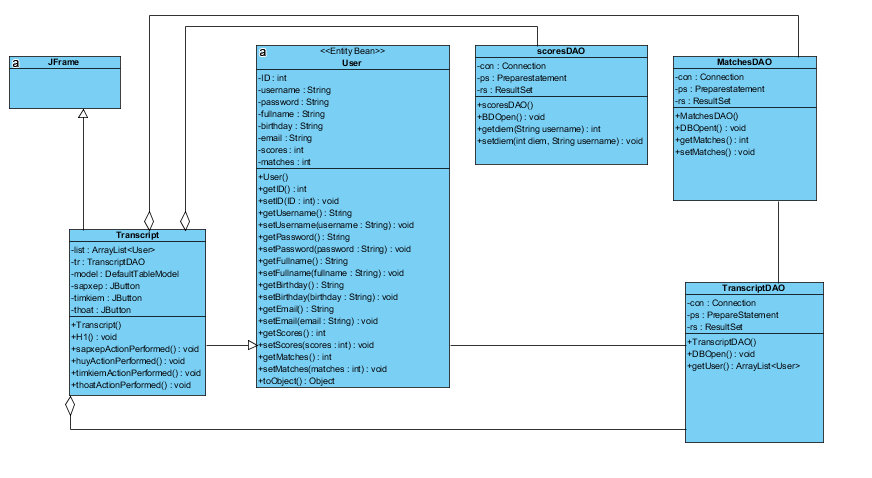 a
JFrame
a
<<Entity Bean>>
User
-ID : int
-username : String
-password : String
-fullname : String
-birthday : String
-email : String
-scores : int
-matches : int
+User()
+getID() : int
+setID(ID : int) : void
+getUsername() : String
+setUsername(username : String) : void
+getPassword() : String
+setPassword(password : String) : void
+getFullname() : String
+setFullname(fullname : String) : void
+getBirthday() : String
+setBirthday(birthday : String) : void
+getEmail() : String
+setEmail(email : String) : void
+getScores() : int
+setScores(scores : int) : void
+getMatches() : int
+setMatches(matches : int) : void
+toObject() : Object
scoresDAO
-con : Connection
-ps : Preparestatement
-rs : ResultSet
+scoresDAO()
+BDOpen() : void
+getdiem(String username) : int
+setdiem(int diem, String username) : void
MatchesDAO
-con : Connection
-ps : Preparestatement
-rs : ResultSet
+MatchesDAO()
+DBOpent() : void
+getMatches() : int
+setMatches() : void
Transcript
-list : ArrayList<User>
-tr : TranscriptDAO
-model : DefaultTableModel
-sapxep : JButton
-timkiem : JButton
-thoat : JButton
+Transcript()
+H1() : void
+sapxepActionPerformed() : void
+huyActionPerformed() : void
+timkiemActionPerformed() : void
+thoatActionPerformed() : void
TranscriptDAO
-con : Connection
-ps : PrepareStatement
-rs : ResultSet
+TranscriptDAO()
+DBOpen() : void
+getUser() : ArrayList<User>